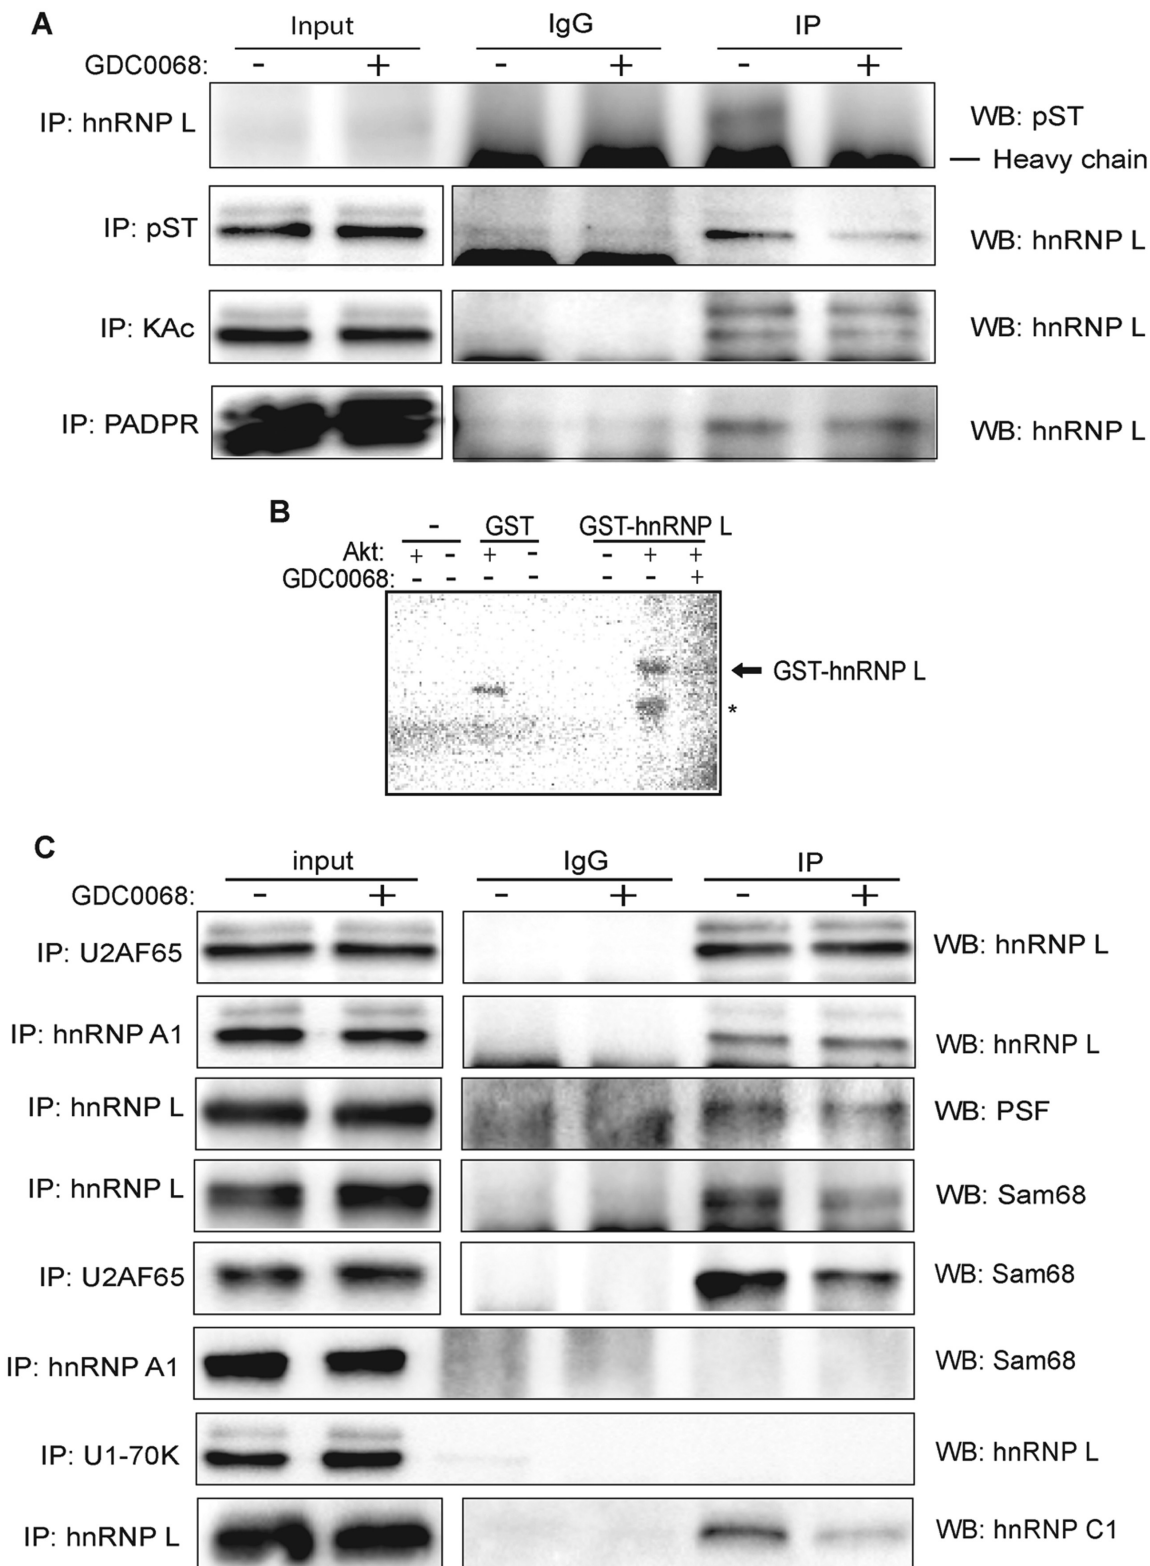 A
Input IgG IP
GDC0068: - + - + - +
IP: hnRNP L WB: pST
— Heavy chain
IP: pST WB: hnRNP L
IP: KAc WB: hnRNP L
IP: PADPR WB: hnRNP L
B
- GST GST-hnRNP L
Akt: + - + - - + +
GDC0068: - - - - - - +
GST-hnRNP L
*
C
input IgG IP
GDC0068: - + - + - +
IP: U2AF65 WB: hnRNP L
IP: hnRNP A1 WB: hnRNP L
IP: hnRNP L WB: PSF
IP: hnRNP L WB: Sam68
IP: U2AF65 WB: Sam68
IP: hnRNP A1 WB: Sam68
IP: U1-70K WB: hnRNP L
IP: hnRNP L WB: hnRNP C1